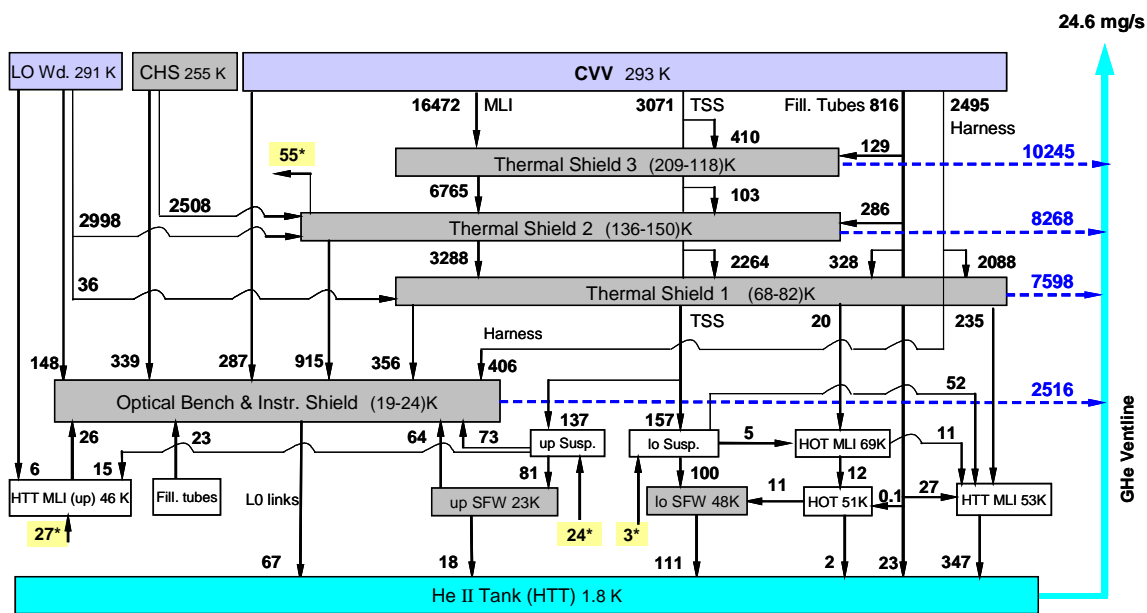 24.6 mg/s
LO Wd. 291 K
CHS 255 K
CVV 293 K
16472
MLI
3071
TSS
Fill. Tubes 816
2495
Harness
410
129
10245
55*
Thermal Shield 3 (209-118)K
6765
103
2508
286
2998
8268
Thermal Shield 2 (136-150)K
3288
2264
328
2088
36
7598
Thermal Shield 1 (68-82)K
TSS
20
235
Harness
148
339
287
915
356
406
52
2516
Optical Bench & Instr. Shield (19-24)K
137
157
26
23
64
73
up Susp.
lo Susp.
5
HOT MLI 69K
11
6
15
81
100
12
HTT MLI (up) 46 K
Fill. tubes
L0 links
up SFW 23K
lo SFW 48K
11
HOT 51K
0.1
27
HTT MLI 53K
27*
24*
3*
67
18
111
2
23
347
He II Tank (HTT) 1.8 K
GHe Ventline